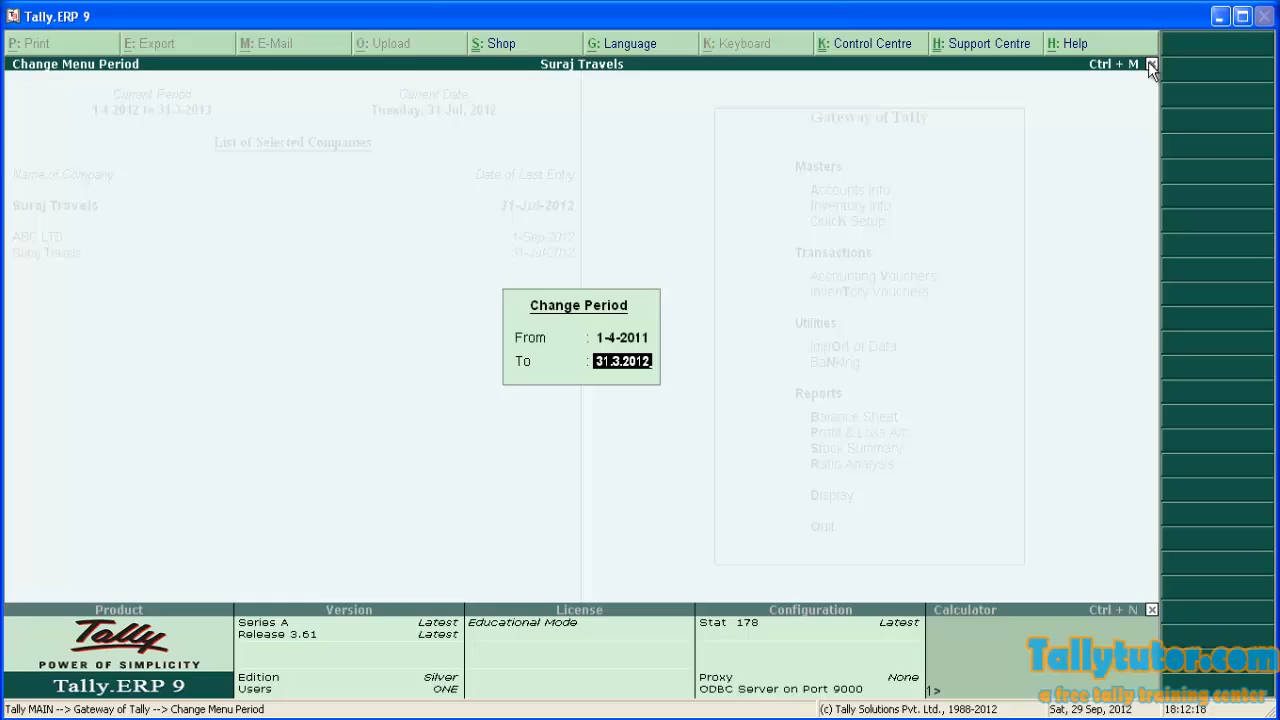 Tally.ERP 9
P: Print E: Export M: E-Mail O: Upload S: Shop G: Language K: Keyboard K: Control Centre H: Support Centre H: Help
Change Menu Period Suraj Travels Ctrl + M
Current Period Current Date
1-4-2012 to 31-3-2013 Tuesday, 31 Jul, 2012
List of Selected Companies
Name of Company Date of Last Entry
Suraj Travels 31-Jul-2012
ABC LTD 1-Sep-2012
Suraj Travels 31-Jul-2012
Gateway of Tally
Masters
Accounts Info.
Inventory Info.
QuicK Setup
Transactions
Accounting Vouchers
InvenTory Vouchers
Utilities
ImpOrt of Data
BaNking
Reports
Balance Sheet
Profit & Loss A/c
Stock Summary
Ratio Analysis
Display
Quit
Change Period
From : 1-4-2011
To : 31.3.2012
Product Version License Configuration Calculator Ctrl + N
Tally
POWER OF SIMPLICITY
Tally.ERP 9
Series A Latest
Release 3.61 Latest
Edition Silver
Users ONE
Educational Mode
Stat 178 Latest
Proxy None
ODBC Server on Port 9000
1>
Tallytutor.com
a free tally training center
Tally MAIN --> Gateway of Tally --> Change Menu Period (c) Tally Solutions Pvt. Ltd., 1988-2012 Sat, 29 Sep, 2012 18:12:18